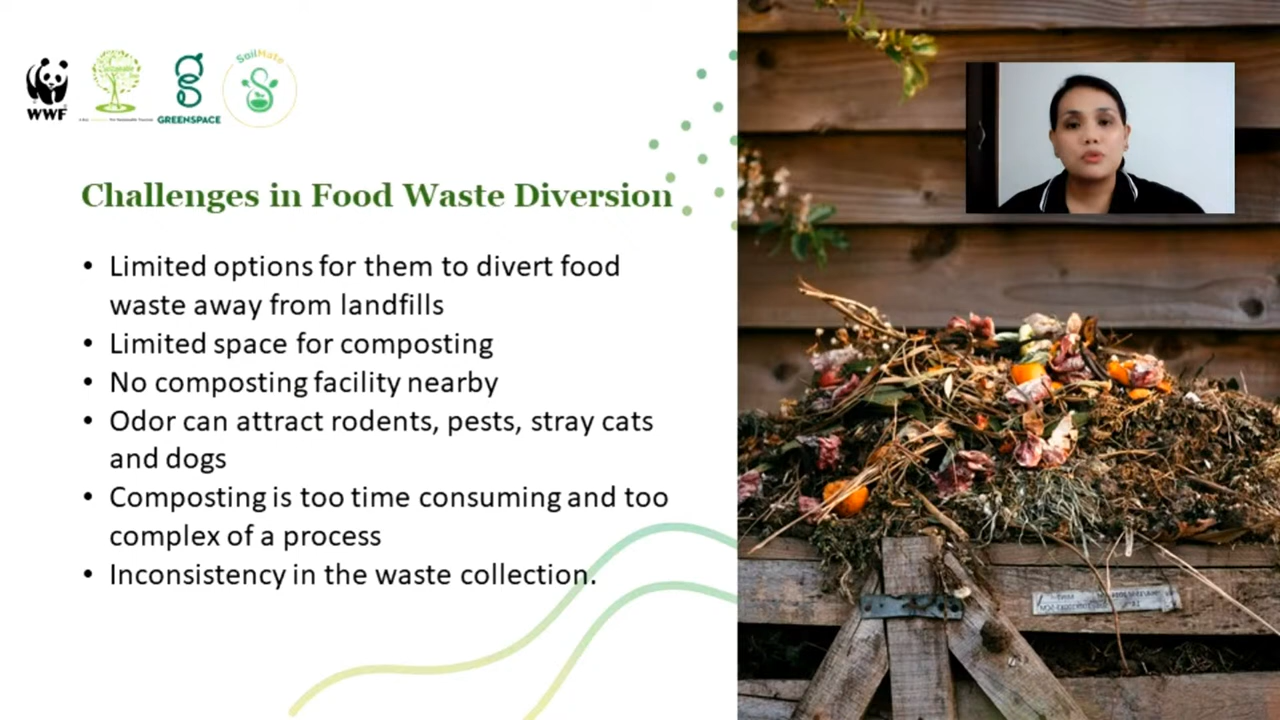 WWF
GREENSPACE
SoilMate
Challenges in Food Waste Diversion
• Limited options for them to divert food
waste away from landfills
• Limited space for composting
• No composting facility nearby
• Odor can attract rodents, pests, stray cats
and dogs
• Composting is too time consuming and too
complex of a process
• Inconsistency in the waste collection.